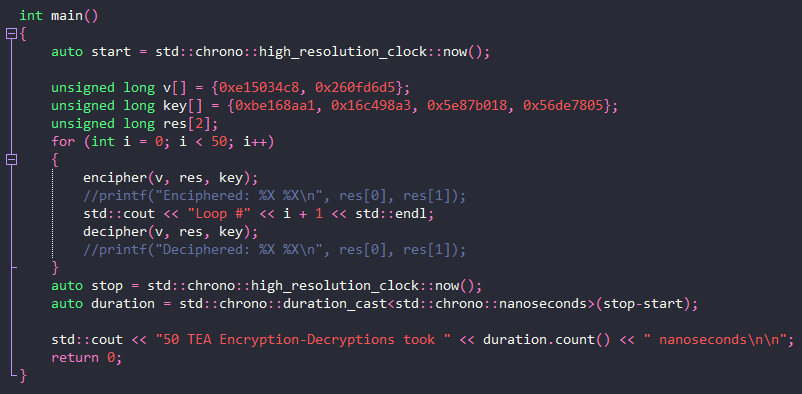 int main()
{
    auto start = std::chrono::high_resolution_clock::now();

    unsigned long v[] = {0xe15034c8, 0x260fd6d5};
    unsigned long key[] = {0xbe168aa1, 0x16c498a3, 0x5e87b018, 0x56de7805};
    unsigned long res[2];
    for (int i = 0; i < 50; i++)
    {
        encipher(v, res, key);
        //printf("Enciphered: %X %X\n", res[0], res[1]);
        std::cout << "Loop #" << i + 1 << std::endl;
        decipher(v, res, key);
        //printf("Deciphered: %X %X\n", res[0], res[1]);
    }
    auto stop = std::chrono::high_resolution_clock::now();
    auto duration = std::chrono::duration_cast<std::chrono::nanoseconds>(stop-start);

    std::cout << "50 TEA Encryption-Decryptions took " << duration.count() << " nanoseconds\n\n";
    return 0;
}